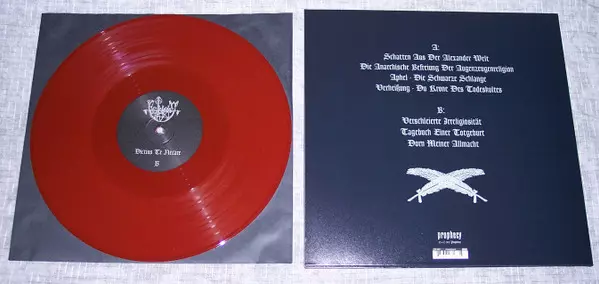 Dictius Te Necare
B
A:
Schatten Aus Der Alexander Welt
Die Anarchische Befreiung Der Augenzeugenreligion
Aphel - Die Schwarze Schlange
Verheißung - Du Krone Des Todeskultes
B:
Verschleierte Irreligiosität
Tagebuch Einer Totgeburt
Dorn Meiner Allmacht
prophecy